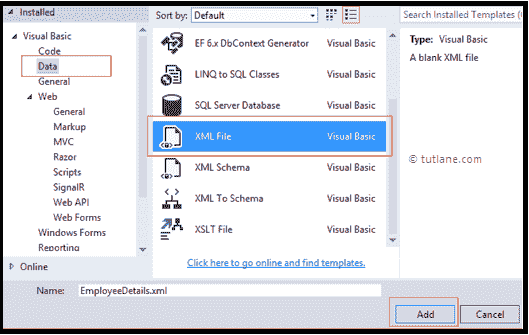 Installed
Sort by: Default
Search Installed Templates (
Visual Basic
Code
Data
General
Web
General
Markup
MVC
Razor
Scripts
SignalR
Web API
Web Forms
Windows Forms
Reporting
Online
EF 6.x DbContext Generator Visual Basic
LINQ to SQL Classes Visual Basic
SQL Server Database Visual Basic
XML File Visual Basic
XML Schema Visual Basic
XML To Schema Visual Basic
XSLT File Visual Basic
Click here to go online and find templates.
Type: Visual Basic
A blank XML file
© tutlane.com
Name: EmployeeDetails.xml
Add Cancel